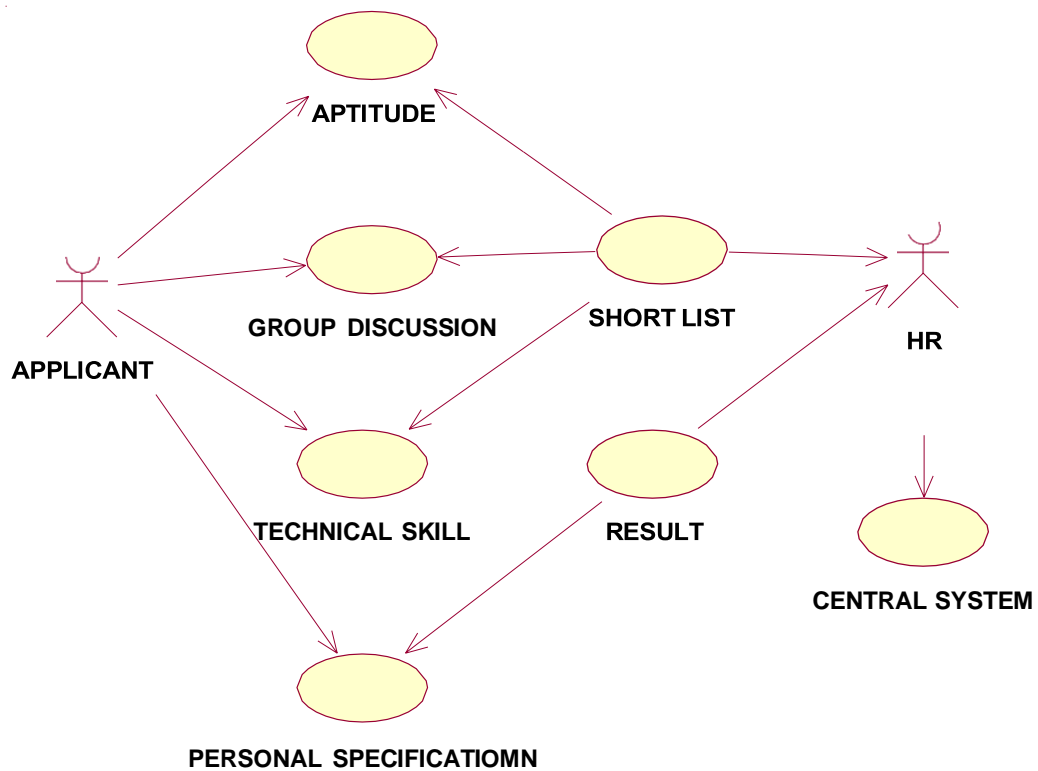 APTITUDE
GROUP DISCUSSION
SHORT LIST
HR
APPLICANT
TECHNICAL SKILL
RESULT
CENTRAL SYSTEM
PERSONAL SPECIFICATIOMN